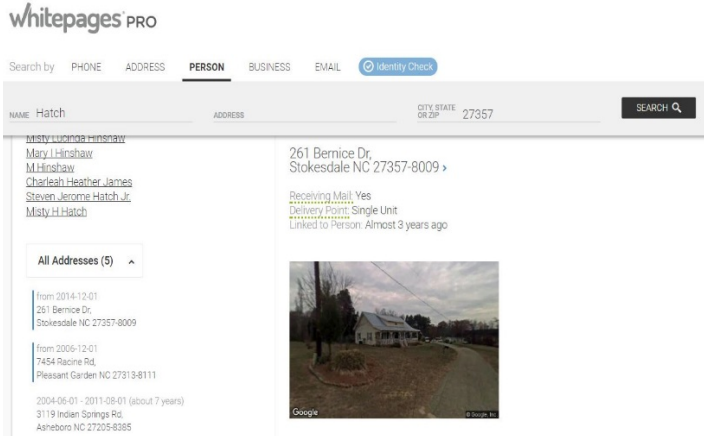 whitepages PRO
Search by PHONE ADDRESS PERSON BUSINESS EMAIL Identity Check
NAME Hatch ADDRESS CITY, STATE OR ZIP 27357 SEARCH
Misty Lucinda Hinshaw
Mary I Hinshaw
M Hinshaw
Charleah Heather James
Steven Jerome Hatch Jr.
Misty H Hatch
All Addresses (5)
from 2014-12-01
261 Bernice Dr,
Stokesdale NC 27357-8009
from 2006-12-01
7454 Racine Rd,
Pleasant Garden NC 27313-8111
2004-06-01 - 2011-08-01 (about 7 years)
3119 Indian Springs Rd,
Asheboro NC 27205-8385
261 Bernice Dr,
Stokesdale NC 27357-8009 >
Receiving Mail: Yes
Delivery Point: Single Unit
Linked to Person: Almost 3 years ago
Google
© Google, Inc.